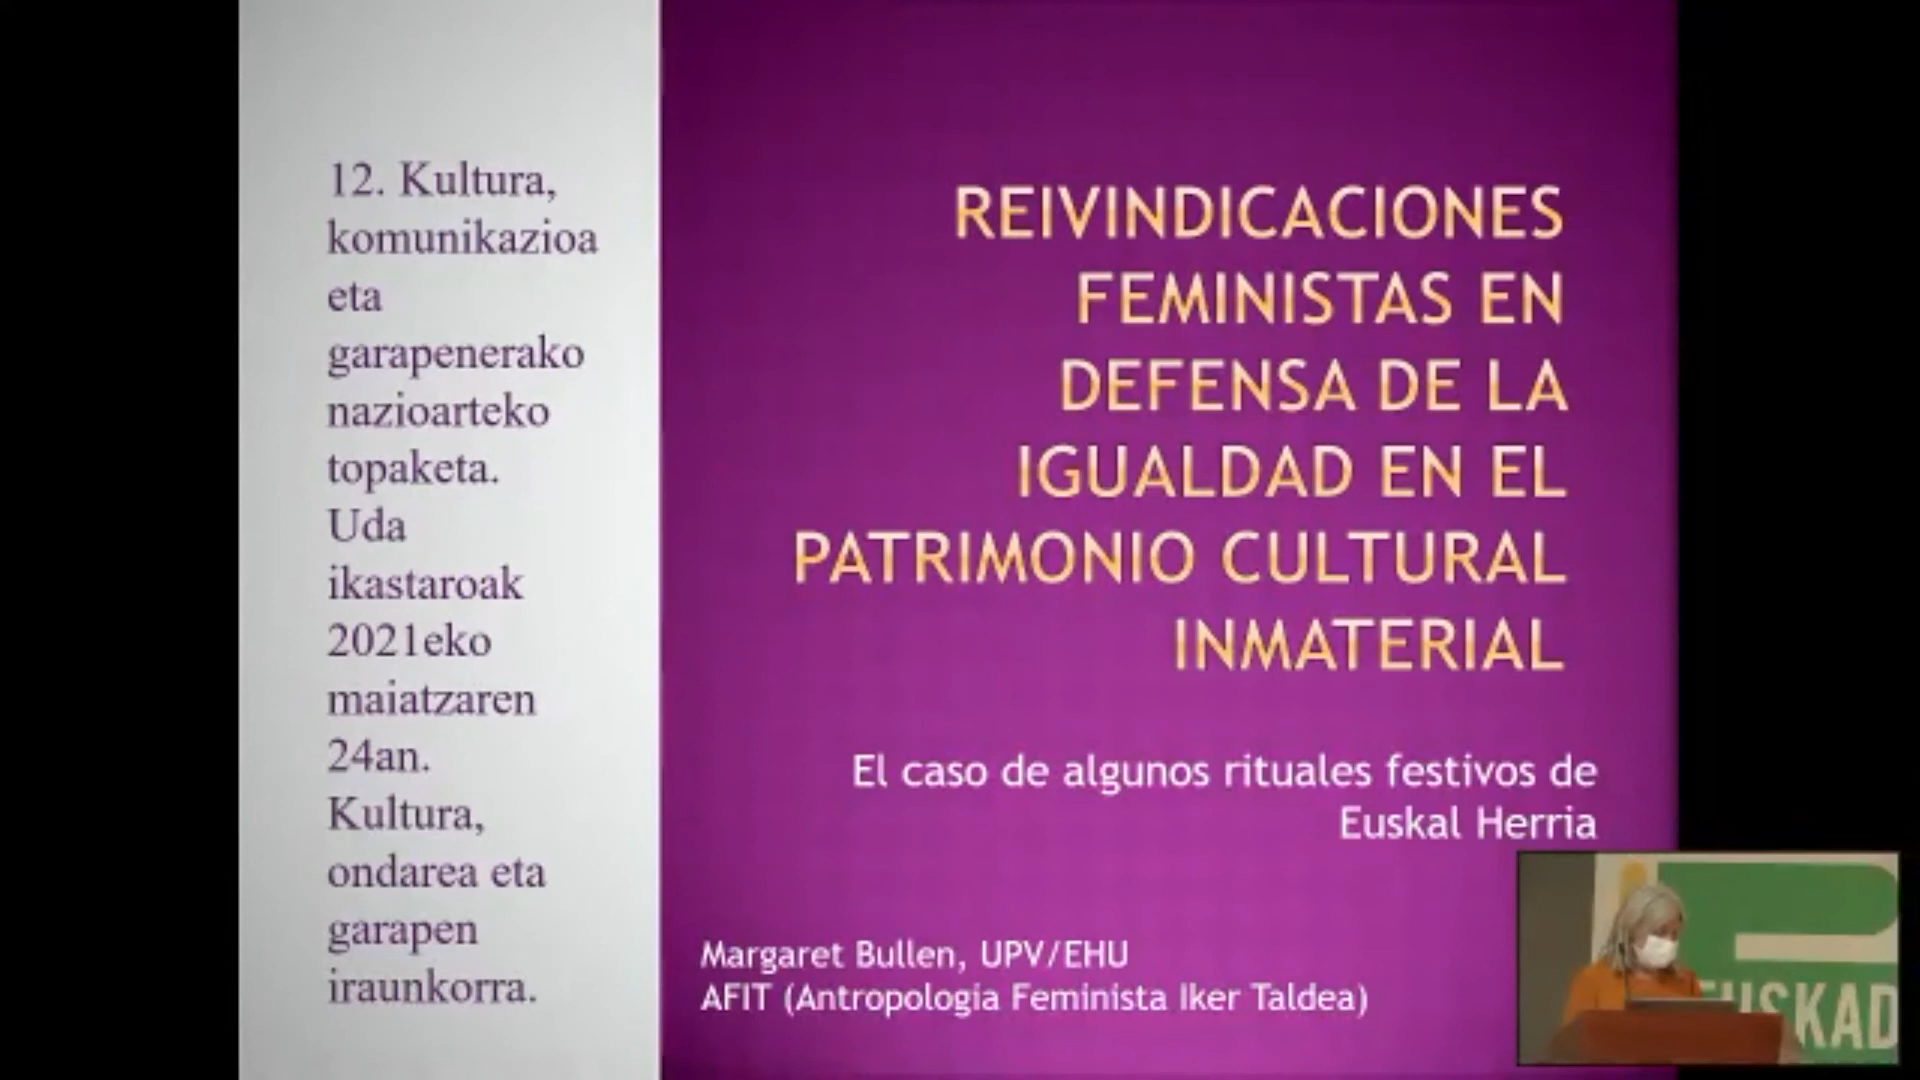 12. Kultura,
komunikazioa
eta
garapenerako
nazioarteko
topaketa.
Uda
ikastaroak
2021eko
maiatzaren
24an.
Kultura,
ondarea eta
garapen
iraunkorra.
REIVINDICACIONES
FEMINISTAS EN
DEFENSA DE LA
IGUALDAD EN EL
PATRIMONIO CULTURAL
INMATERIAL
El caso de algunos rituales festivos de
Euskal Herria
Margaret Bullen, UPV/EHU
AFIT (Antropologia Feminista Iker Taldea)
EUSKAD